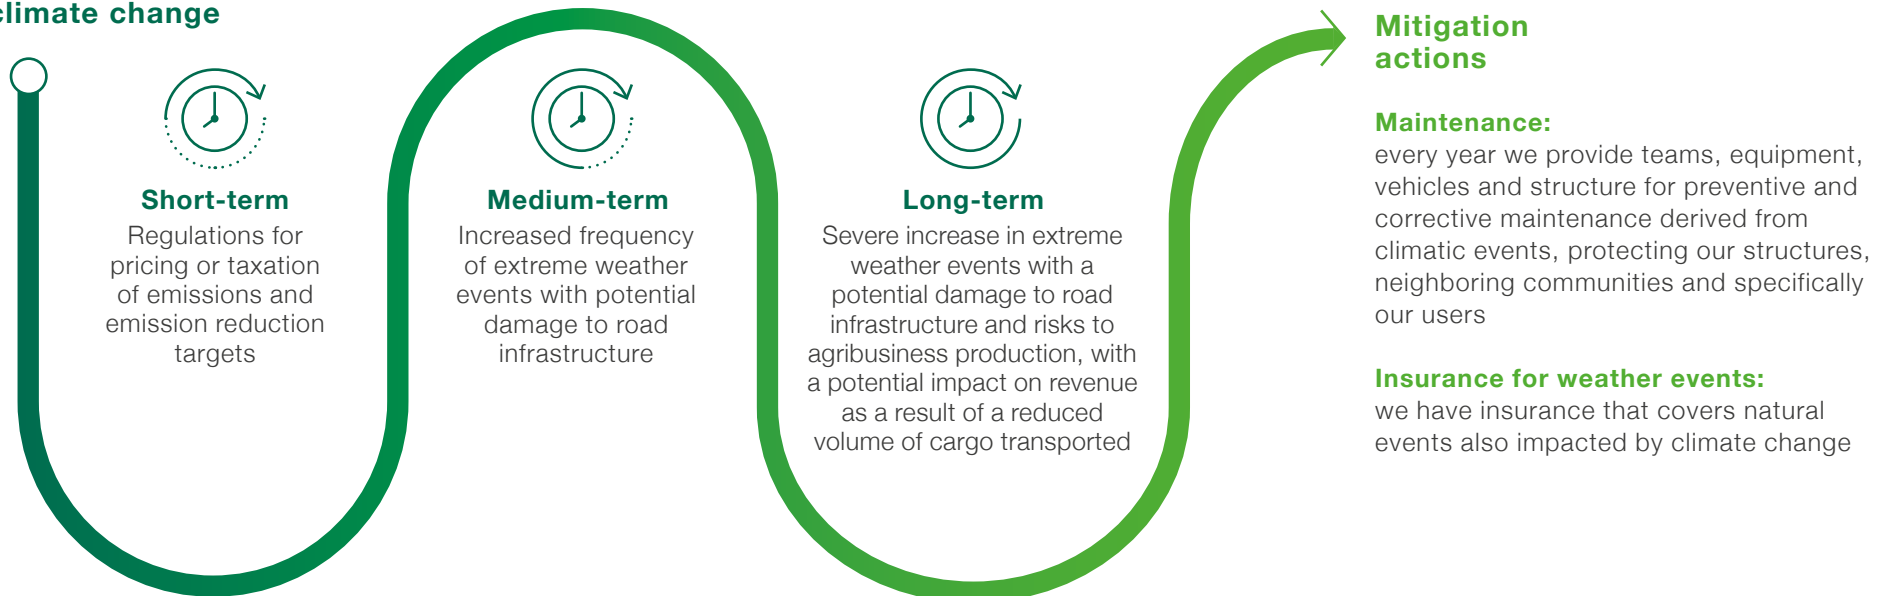 climate change
Short-term
Regulations for
pricing or taxation
of emissions and
emission reduction
targets
Medium-term
Increased frequency
of extreme weather
events with potential
damage to road
infrastructure
Long-term
Severe increase in extreme
weather events with a
potential damage to road
infrastructure and risks to
agribusiness production, with
a potential impact on revenue
as a result of a reduced
volume of cargo transported
Mitigation
actions
Maintenance:
every year we provide teams, equipment,
vehicles and structure for preventive and
corrective maintenance derived from
climatic events, protecting our structures,
neighboring communities and specifically
our users
Insurance for weather events:
we have insurance that covers natural
events also impacted by climate change